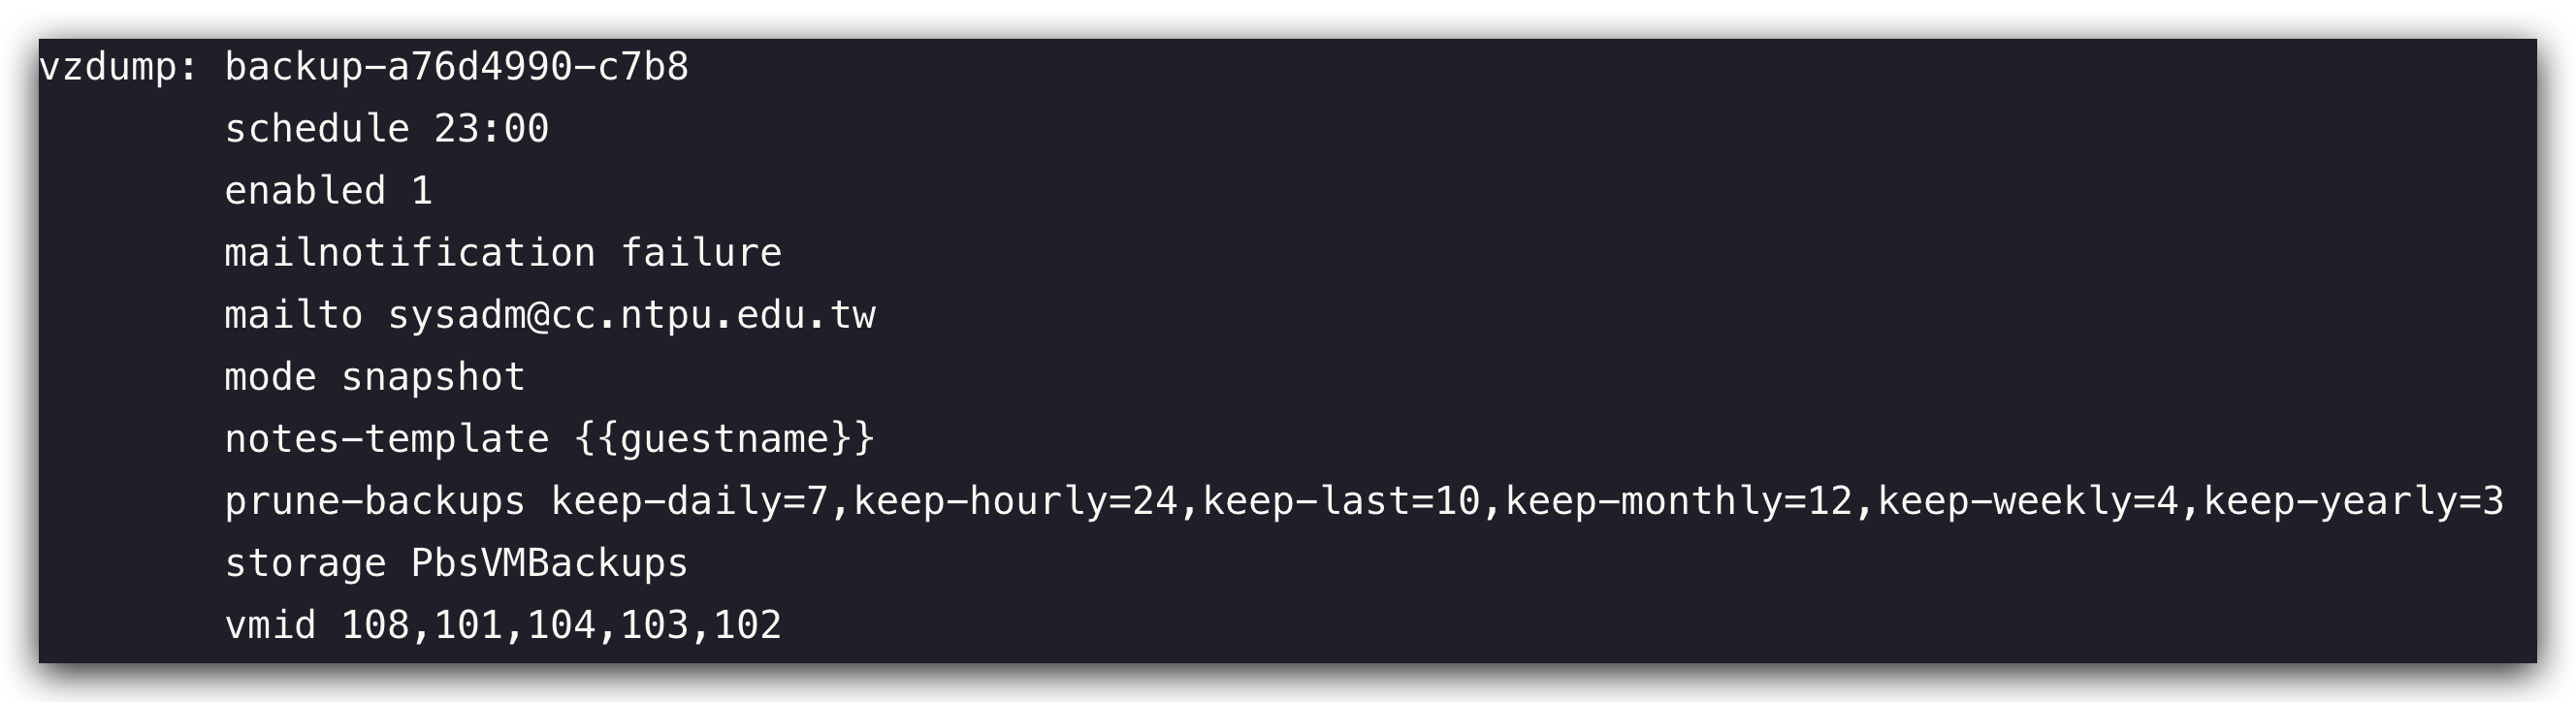 vzdump: backup-a76d4990-c7b8
schedule 23:00
enabled 1
mailnotification failure
mailto sysadm@cc.ntpu.edu.tw
mode snapshot
notes-template {{guestname}}
prune-backups keep-daily=7,keep-hourly=24,keep-last=10,keep-monthly=12,keep-weekly=4,keep-yearly=3
storage PbsVMBackups
vmid 108,101,104,103,102